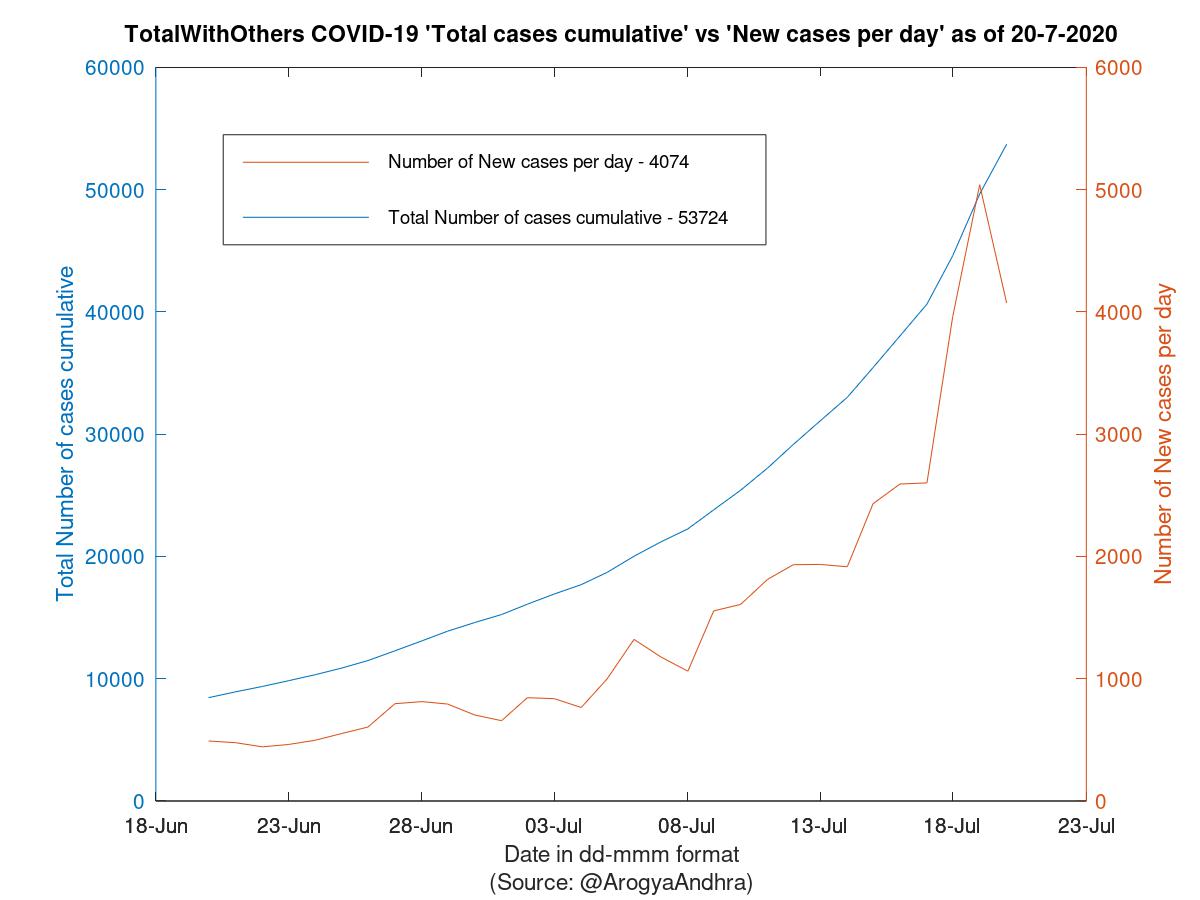 TotalWithOthers COVID-19 'Total cases cumulative' vs 'New cases per day' as of 20-7-2020
60000
50000
40000
30000
20000
10000
0
Total Number of cases cumulative
Number of New cases per day - 4074
Total Number of cases cumulative - 53724
6000
5000
4000
3000
2000
1000
0
Number of New cases per day
18-Jun 23-Jun 28-Jun 03-Jul 08-Jul 13-Jul 18-Jul 23-Jul
Date in dd-mmm format
(Source: @ArogyaAndhra)